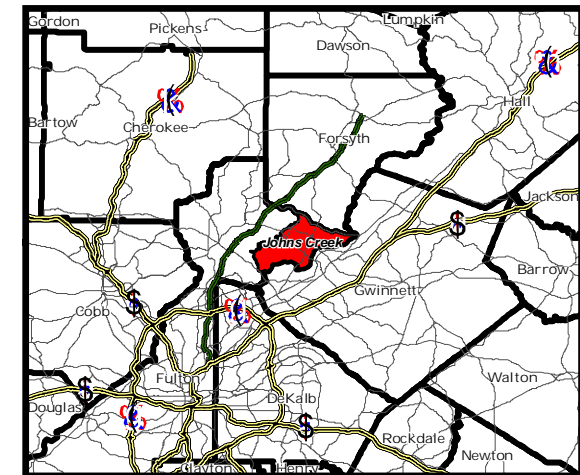 Gordon
Pickens
Lumpkin
Dawson
Hall
Bartow
Cherokee
Forsyth
Jackson
Johns Creek
Barrow
Gwinnett
Cobb
Fulton
Walton
DeKalb
Douglas
Rockdale
Newton
Clayton
Henry